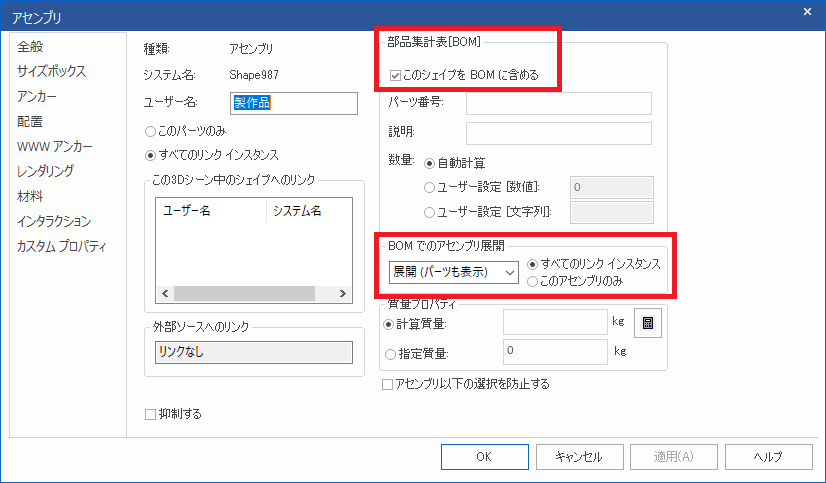 アセンブリ
全般
サイズボックス
アンカー
配置
WWW アンカー
レンダリング
材料
インタラクション
カスタム プロパティ
種類: アセンブリ
システム名: Shape987
ユーザー名: 製作品
このパーツのみ
すべてのリンク インスタンス
この3Dシーン中のシェイプへのリンク
ユーザー名 システム名
外部ソースへのリンク
リンクなし
抑制する
部品集計表[BOM]
このシェイプを BOM に含める
パーツ番号:
説明:
数量: 自動計算
ユーザー設定 [数値]: 0
ユーザー設定 [文字列]:
BOM でのアセンブリ展開
展開 (パーツも表示) すべてのリンク インスタンス
このアセンブリのみ
質量プロパティ
計算質量: kg
指定質量: 0 kg
アセンブリ以下の選択を防止する
OK キャンセル 適用(A) ヘルプ